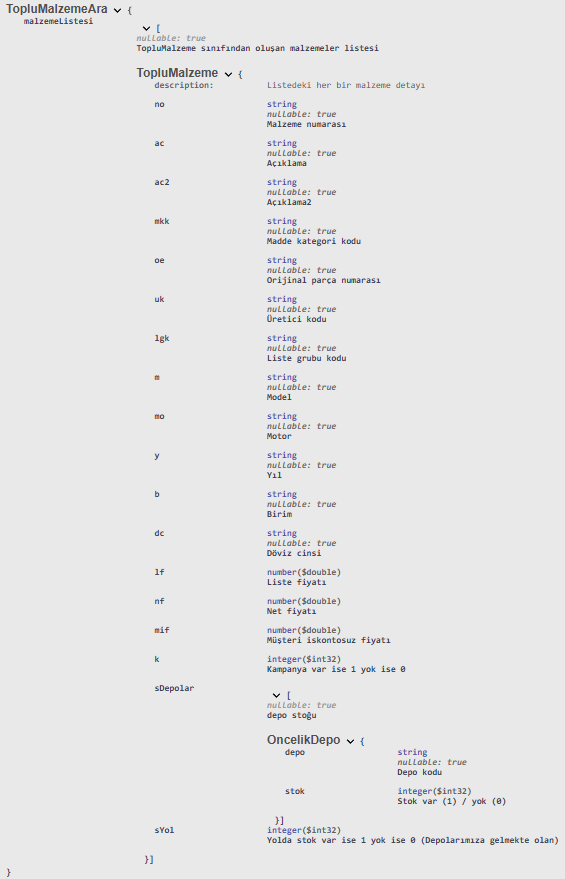 TopluMalzemeAra {
malzemeListesi
[
nullable: true
TopluMalzeme sınıfından oluşan malzemeler listesi
TopluMalzeme {
description: Listedeki her bir malzeme detayı
no string
nullable: true
Malzeme numarası
ac string
nullable: true
Açıklama
ac2 string
nullable: true
Açıklama2
mkk string
nullable: true
Madde kategori kodu
oe string
nullable: true
Orijinal parça numarası
uk string
nullable: true
Üretici kodu
lgk string
nullable: true
Liste grubu kodu
m string
nullable: true
Model
mo string
nullable: true
Motor
y string
nullable: true
Yıl
b string
nullable: true
Birim
dc string
nullable: true
Döviz cinsi
lf number($double)
Liste fiyatı
nf number($double)
Net fiyatı
mif number($double)
Müşteri iskontosuz fiyatı
k integer($int32)
Kampanya var ise 1 yok ise 0
sDepolar
[
nullable: true
depo stoğu
OncelikDepo {
depo string
nullable: true
Depo kodu
stok integer($int32)
Stok var (1) / yok (0)
}]
sYol integer($int32)
Yolda stok var ise 1 yok ise 0 (Depolarımıza gelmekte olan)
}]
}